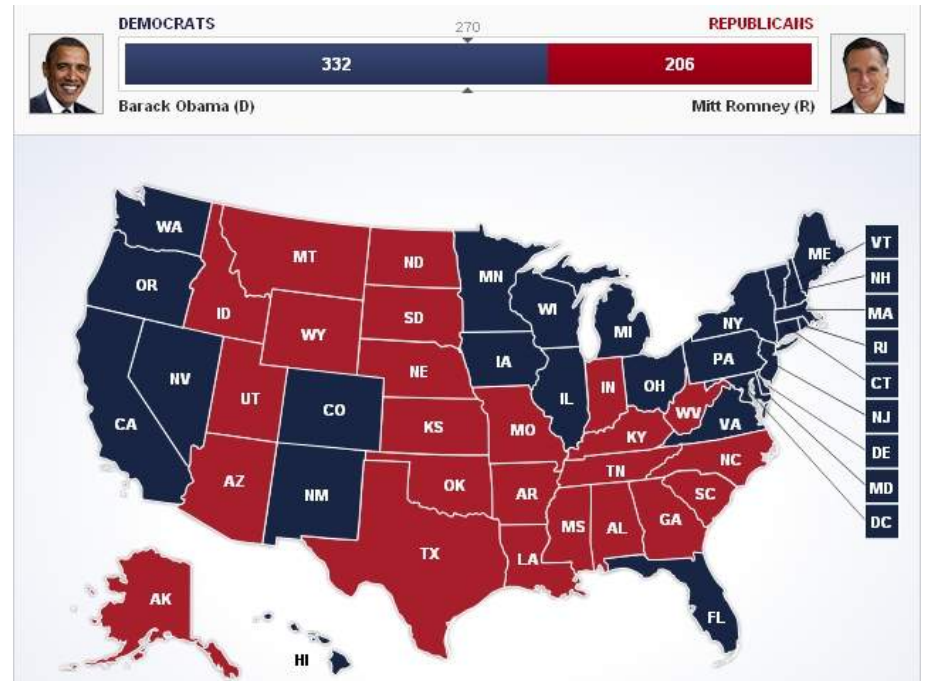 DEMOCRATS
270
REPUBLICANS
332
206
Barack Obama (D)
Mitt Romney (R)
WA
MT
ND
MN
ME
VT
OR
ID
SD
WI
MI
NY
NH
WY
MA
NV
UT
CO
NE
IA
IL
IN
OH
PA
RI
CA
KS
MO
KY
WV
VA
CT
NJ
AZ
NM
OK
AR
TN
NC
SC
DE
TX
LA
MS
AL
GA
MD
DC
AK
HI
FL